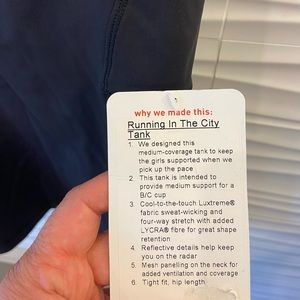 why we made this:
Running In The City
Tank
1. We designed this
medium-coverage tank to keep
the girls supported when we
pick up the pace
2. This tank is intended to
provide medium support for a
B/C cup
3. Cool-to-the-touch Luxtreme®
fabric sweat-wicking and
four-way stretch with added
LYCRA® fibre for great shape
retention
4. Reflective details help keep
you on the radar
5. Mesh panelling on the neck for
added ventilation and coverage
6. Tight fit, hip length